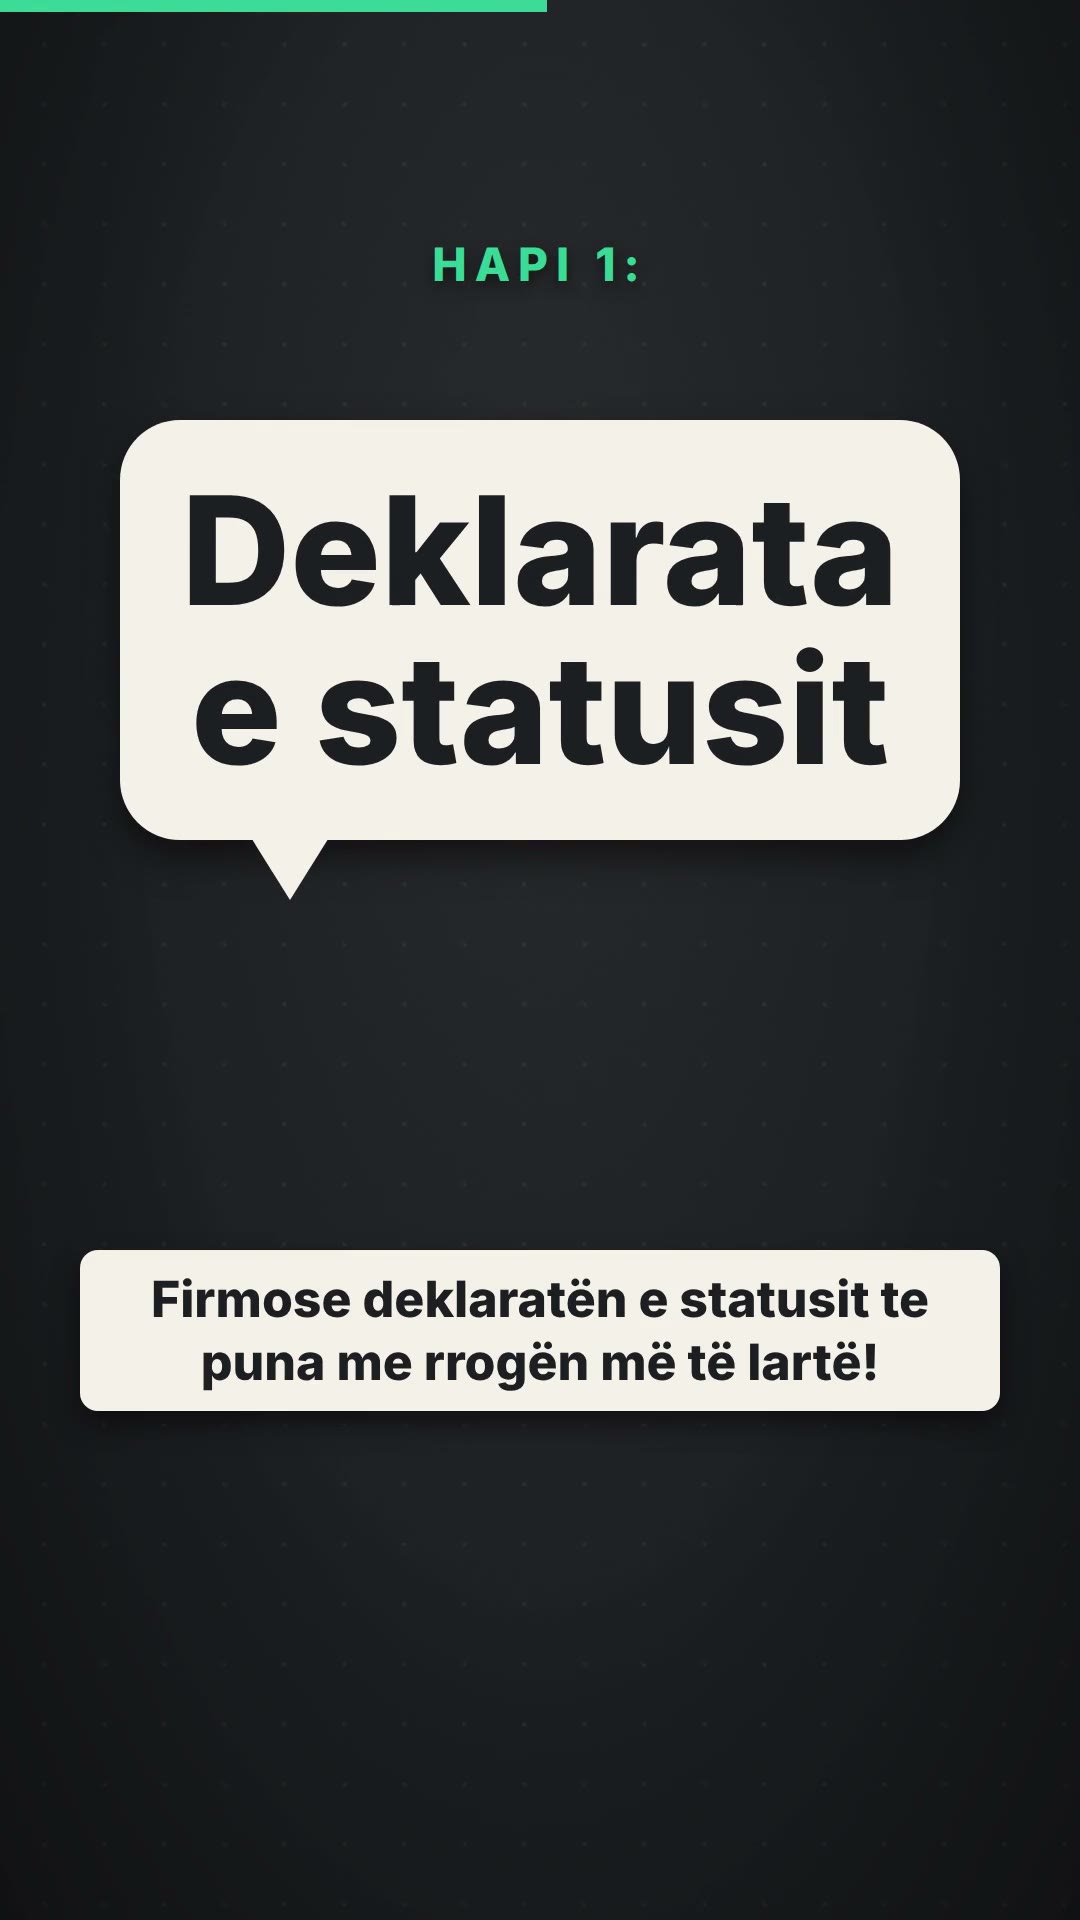 HAPI 1:
Deklarata
e statusit
Firmose deklaratën e statusit te
puna me rrogën më të lartë!